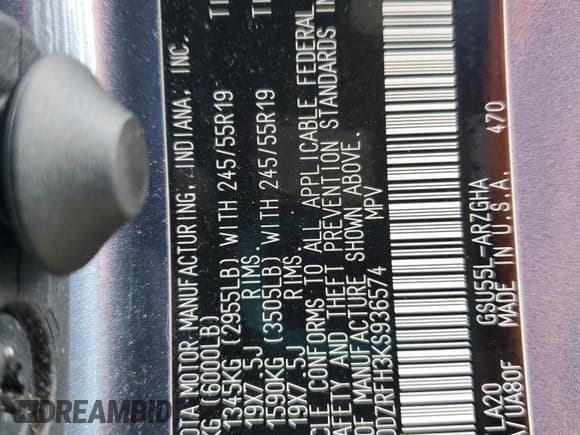 OTA MOTOR MANUFACTURING, INDIANA, INC. TI
KG (6000LB)
1345KG (2955LB) WITH 245/55R19
19X7.5J RIMS, TI
1590KG (3505LB) WITH 245/55R19
19X7.5J RIMS.
CLE CONFORMS TO ALL APPLICABLE FEDERAL
AFETY AND THEFT PREVENTION STANDARDS IN
OF MANUFACTURE SHOWN ABOVE.
DZRFH3KS936574 MPV
LA20 GSU55L-ARZGHA 470
/UA80F MADE IN U.S.A.
DREAMBID